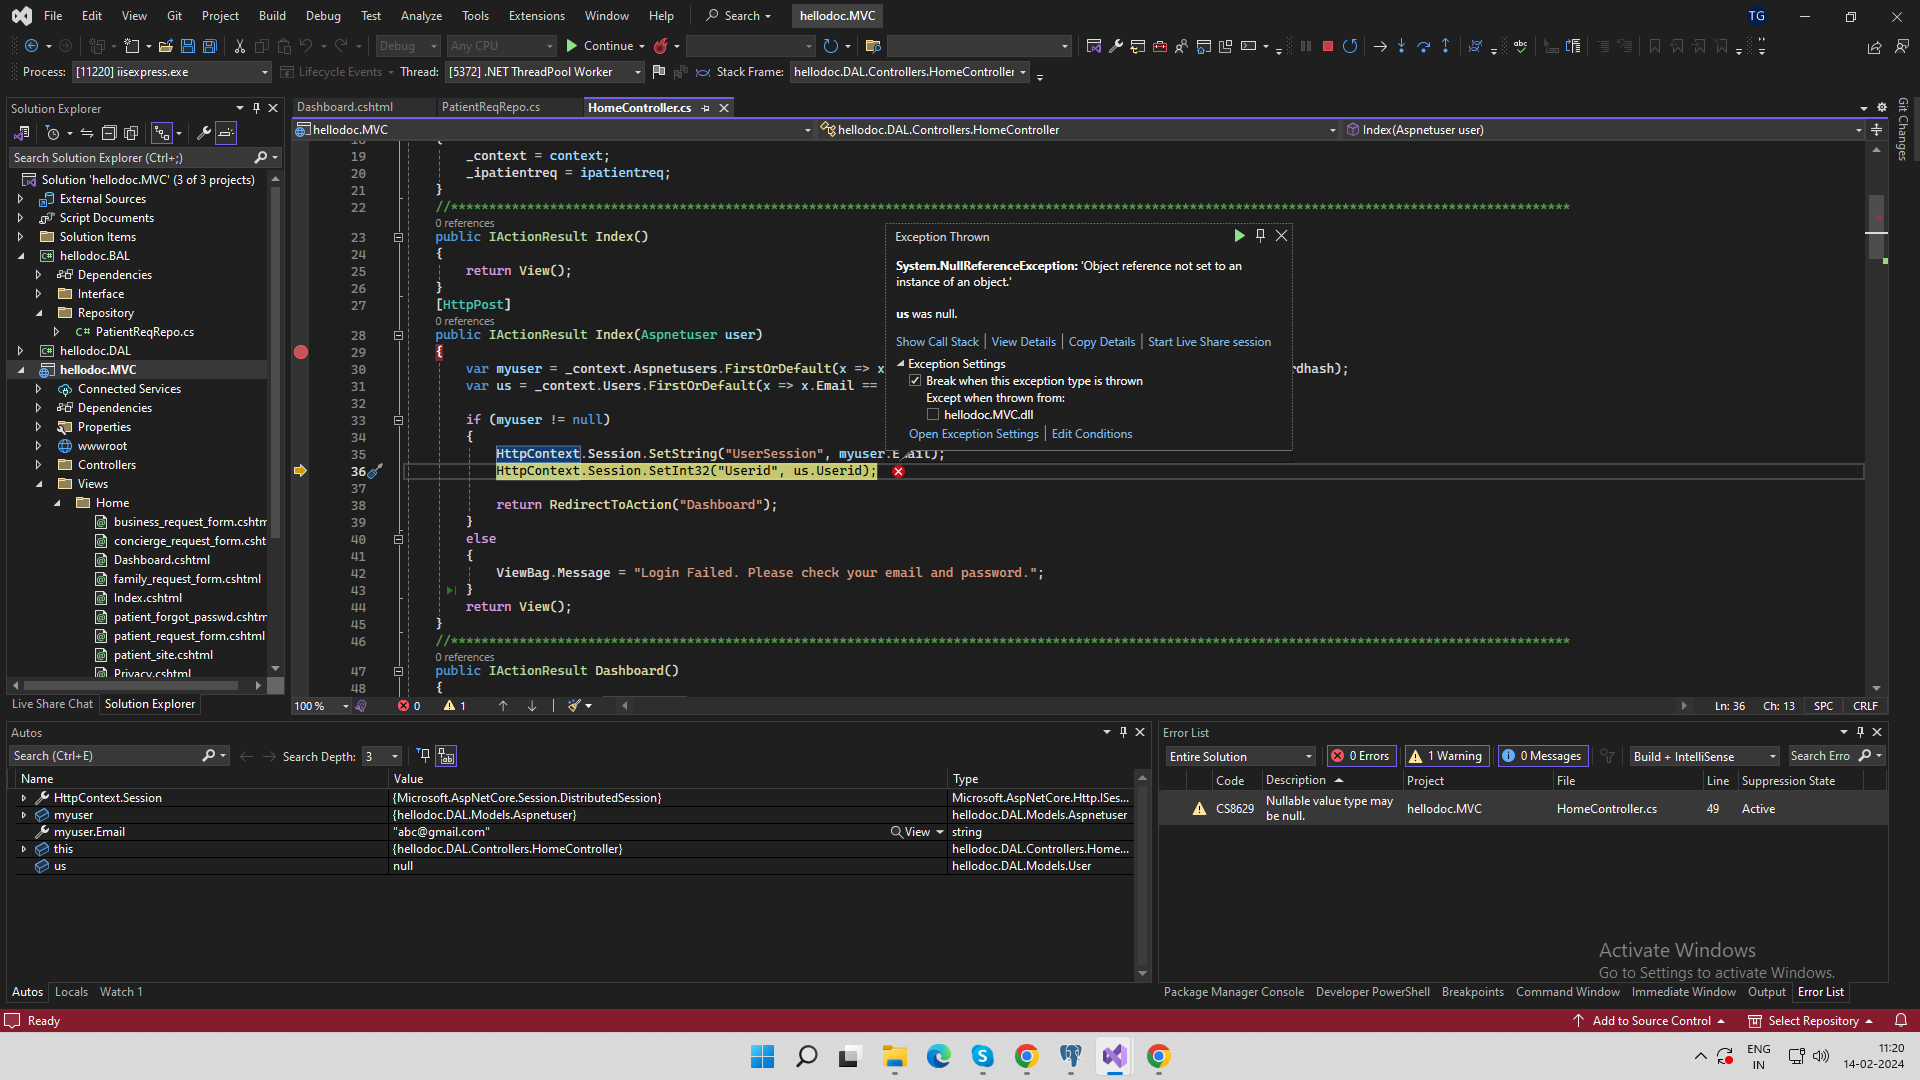 File Edit View Git Project Build Debug Test Analyze Tools Extensions Window Help Search hellodoc.MVC TG
Debug Any CPU Continue
Process: [11220] iisexpress.exe Lifecycle Events Thread: [5372] .NET ThreadPool Worker Stack Frame: hellodoc.DAL.Controllers.HomeController
Solution Explorer
Search Solution Explorer (Ctrl+;)
Solution 'hellodoc.MVC' (3 of 3 projects)
External Sources
Script Documents
Solution Items
hellodoc.BAL
Dependencies
Interface
Repository
C# PatientReqRepo.cs
hellodoc.DAL
hellodoc.MVC
Connected Services
Dependencies
Properties
wwwroot
Controllers
Views
Home
business_request_form.cshtm
concierge_request_form.csht
Dashboard.cshtml
family_request_form.cshtml
Index.cshtml
patient_forgot_passwd.cshtm
patient_request_form.cshtml
patient_site.cshtml
Privacy.cshtml
Live Share Chat Solution Explorer
Dashboard.cshtml PatientReqRepo.cs HomeController.cs
hellodoc.MVC hellodoc.DAL.Controllers.HomeController Index(Aspnetuser user)
18 {
19 _context = context;
20 _ipatientreq = ipatientreq;
21 }
22 //***************************************************************************************************************************************************
0 references
23 public IActionResult Index()
24 {
25 return View();
26 }
27 [HttpPost]
0 references
28 public IActionResult Index(Aspnetuser user)
29 {
30 var myuser = _context.Aspnetusers.FirstOrDefault(x => x rdhash);
31 var us = _context.Users.FirstOrDefault(x => x.Email ==
32
33 if (myuser != null)
34 {
35 HttpContext.Session.SetString("UserSession", myuser.Email);
36 HttpContext.Session.SetInt32("Userid", us.Userid);
37
38 return RedirectToAction("Dashboard");
39 }
40 else
41 {
42 ViewBag.Message = "Login Failed. Please check your email and password.";
43 }
44 return View();
45 }
46 //***************************************************************************************************************************************************
0 references
47 public IActionResult Dashboard()
48 {
Exception Thrown
System.NullReferenceException: 'Object reference not set to an
instance of an object.'
us was null.
Show Call Stack | View Details | Copy Details | Start Live Share session
Exception Settings
Break when this exception type is thrown
Except when thrown from:
hellodoc.MVC.dll
Open Exception Settings | Edit Conditions
100 % 0 1 Ln: 36 Ch: 13 SPC CRLF
Git Changes
Autos
Search (Ctrl+E) Search Depth: 3
Name Value Type
HttpContext.Session {Microsoft.AspNetCore.Session.DistributedSession} Microsoft.AspNetCore.Http.ISes...
myuser {hellodoc.DAL.Models.Aspnetuser} hellodoc.DAL.Models.Aspnetuser
myuser.Email "abc@gmail.com" View string
this {hellodoc.DAL.Controllers.HomeController} hellodoc.DAL.Controllers.Home...
us null hellodoc.DAL.Models.User
Autos Locals Watch 1
Error List
Entire Solution 0 Errors 1 Warning 0 Messages Build + IntelliSense Search Erro
Code Description Project File Line Suppression State
CS8629 Nullable value type may be null. hellodoc.MVC HomeController.cs 49 Active
Activate Windows
Go to Settings to activate Windows.
Package Manager Console Developer PowerShell Breakpoints Command Window Immediate Window Output Error List
Ready Add to Source Control Select Repository
ENG
IN
11:20
14-02-2024